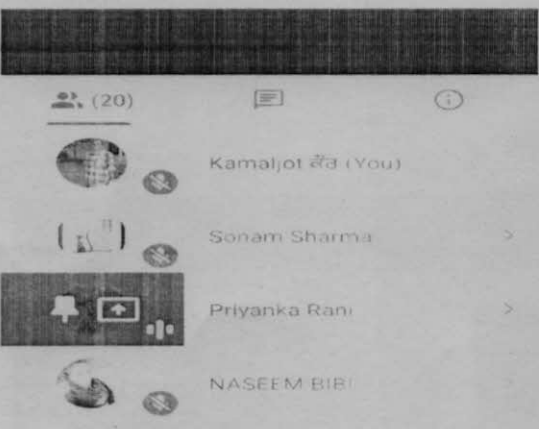 (20)
Kamaljot ਕੌਰ (You)
Sonam Sharma
Priyanka Rani
NASEEM BIBI